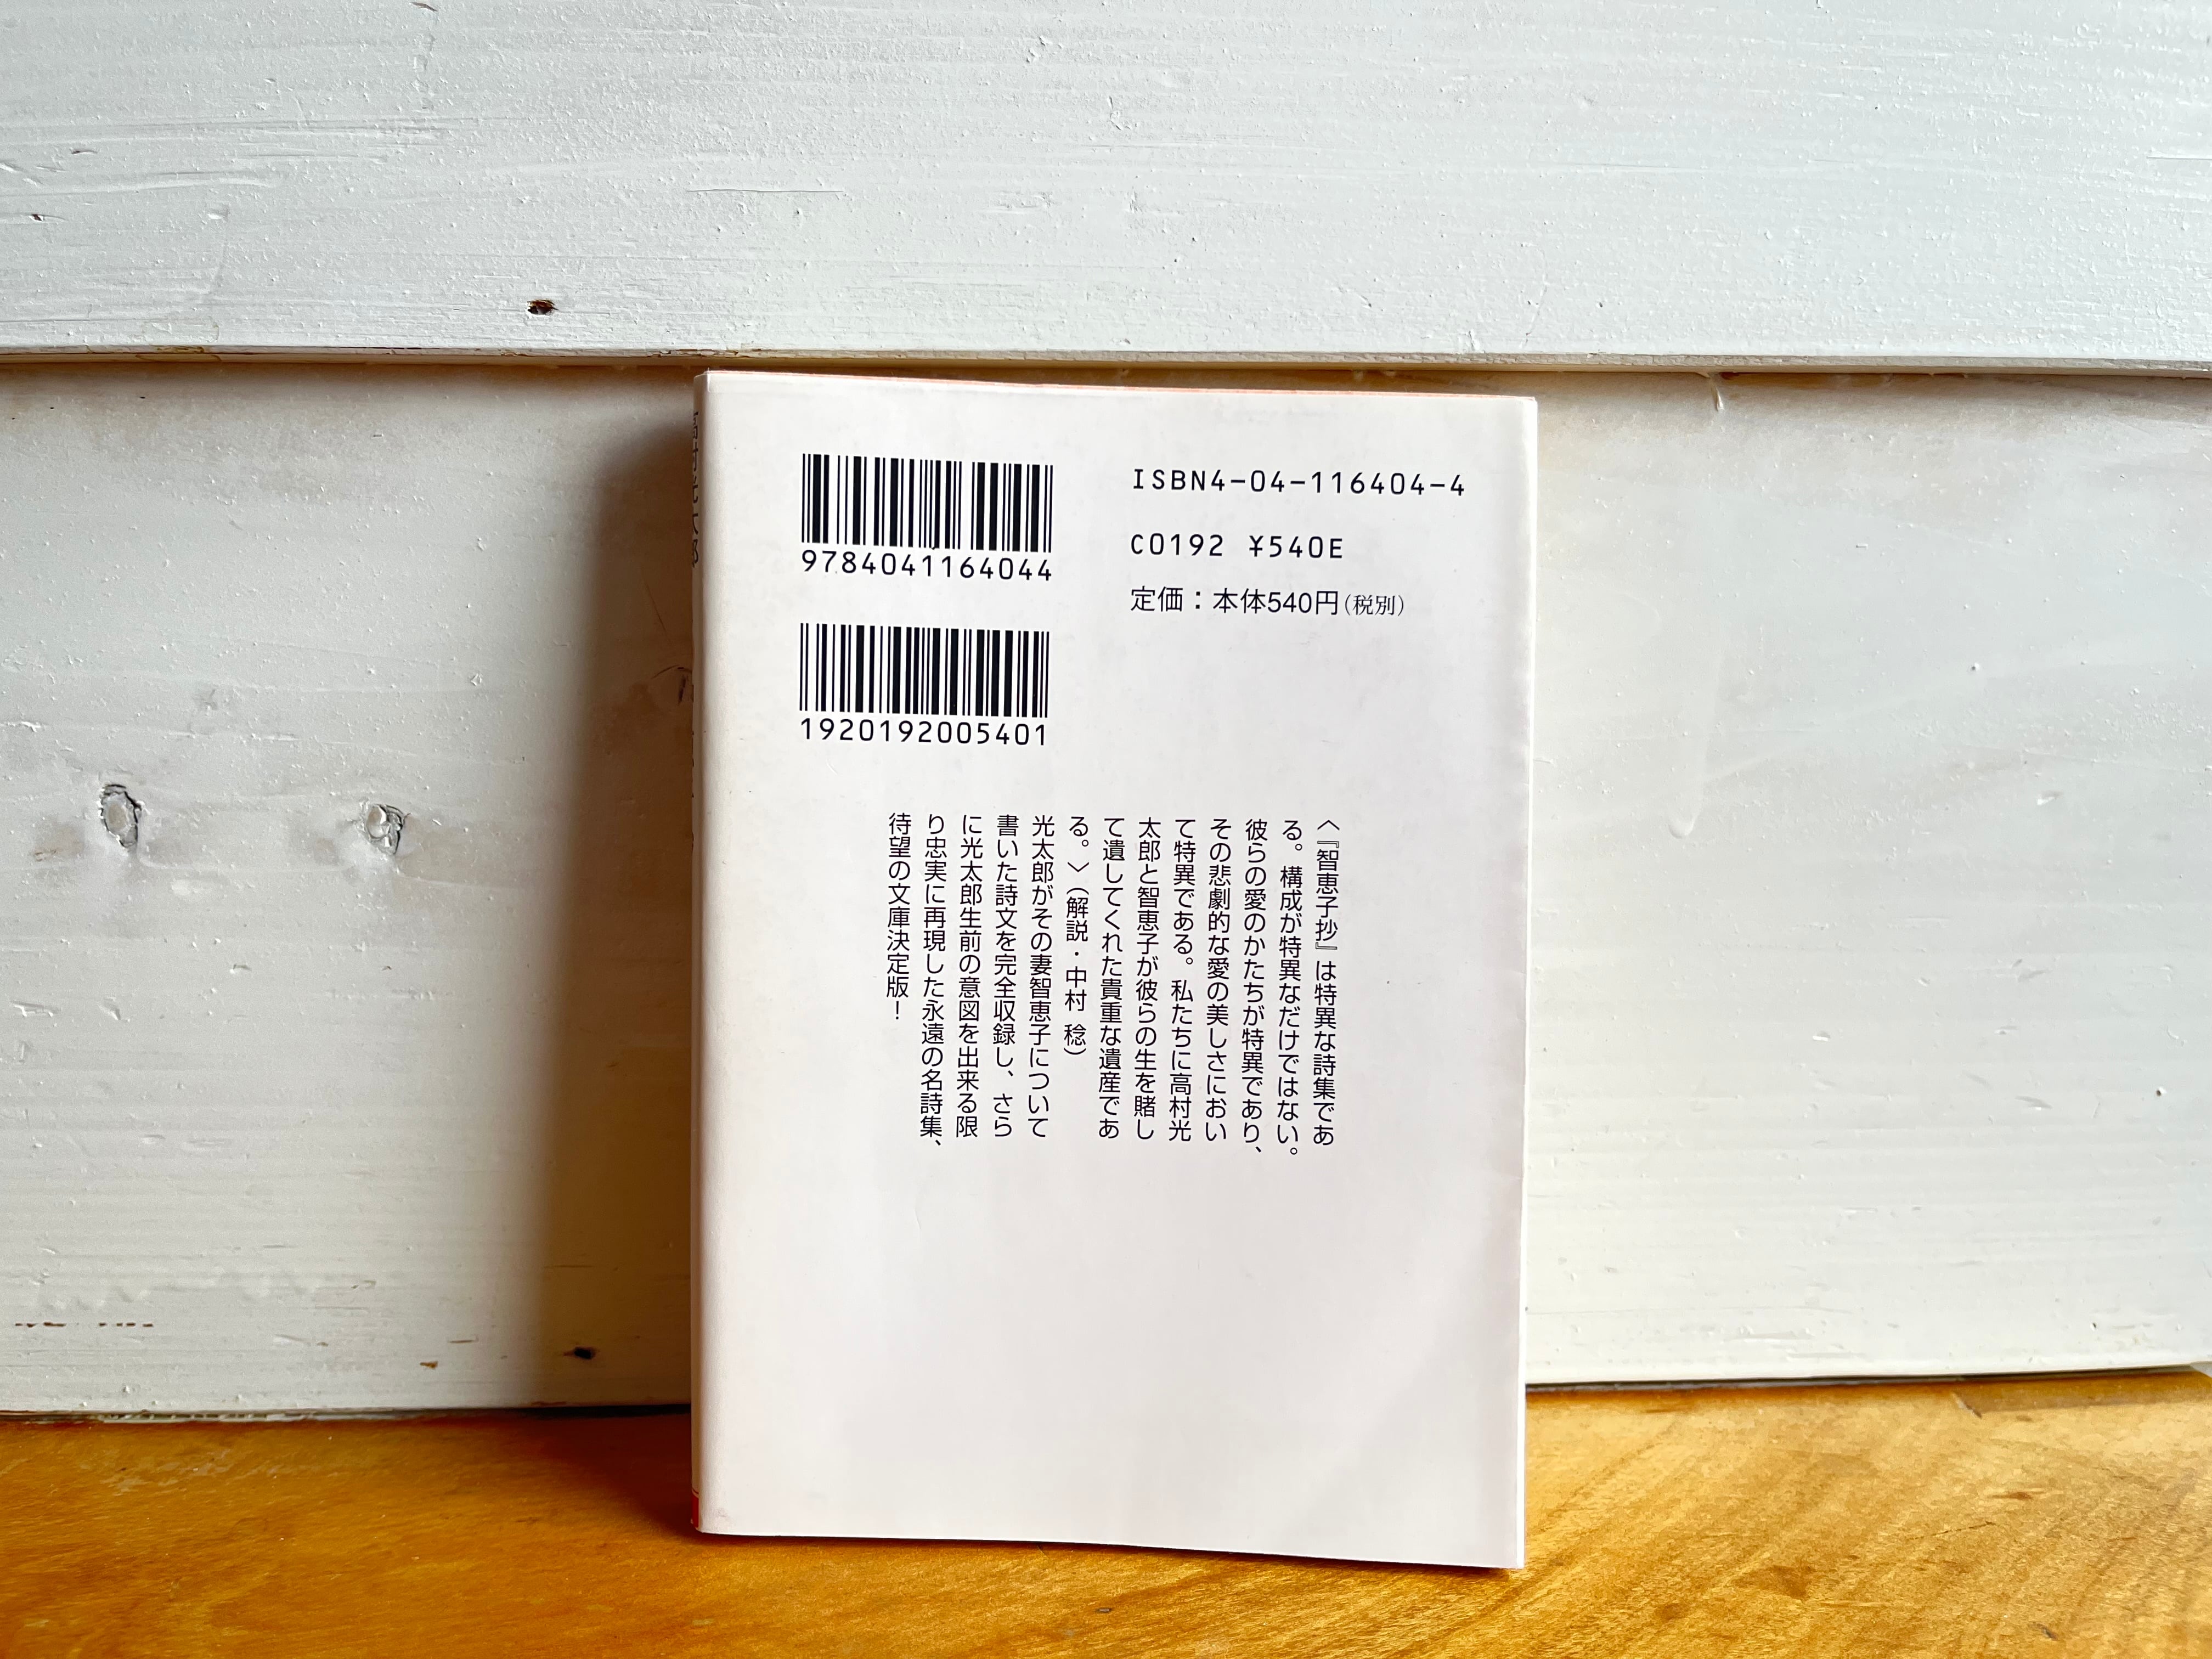 9784041164044
1920192005401
ISBN4-04-116404-4
C0192 ¥540E
定価：本体540円（税別）
〈『智恵子抄』は特異な詩集であ
る。構成が特異なだけではない。
彼らの愛のかたちが特異であり、
その悲劇的な愛の美しさにおい
て特異である。私たちに高村光
太郎と智恵子が彼らの生を賭し
て遺してくれた貴重な遺産であ
る。〉（解説・中村 稔）
光太郎がその妻智恵子について
書いた詩文を完全収録し、さら
に光太郎生前の意図を出来る限
り忠実に再現した永遠の名詩集、
待望の文庫決定版！